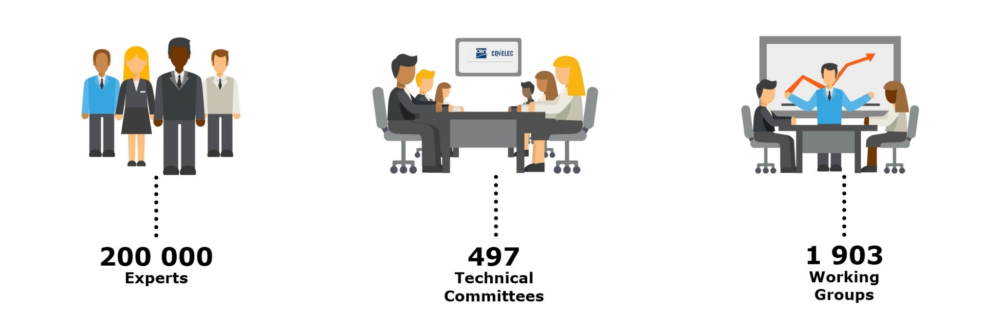 cen CENELEC
200 000
Experts
497
Technical
Committees
1 903
Working
Groups